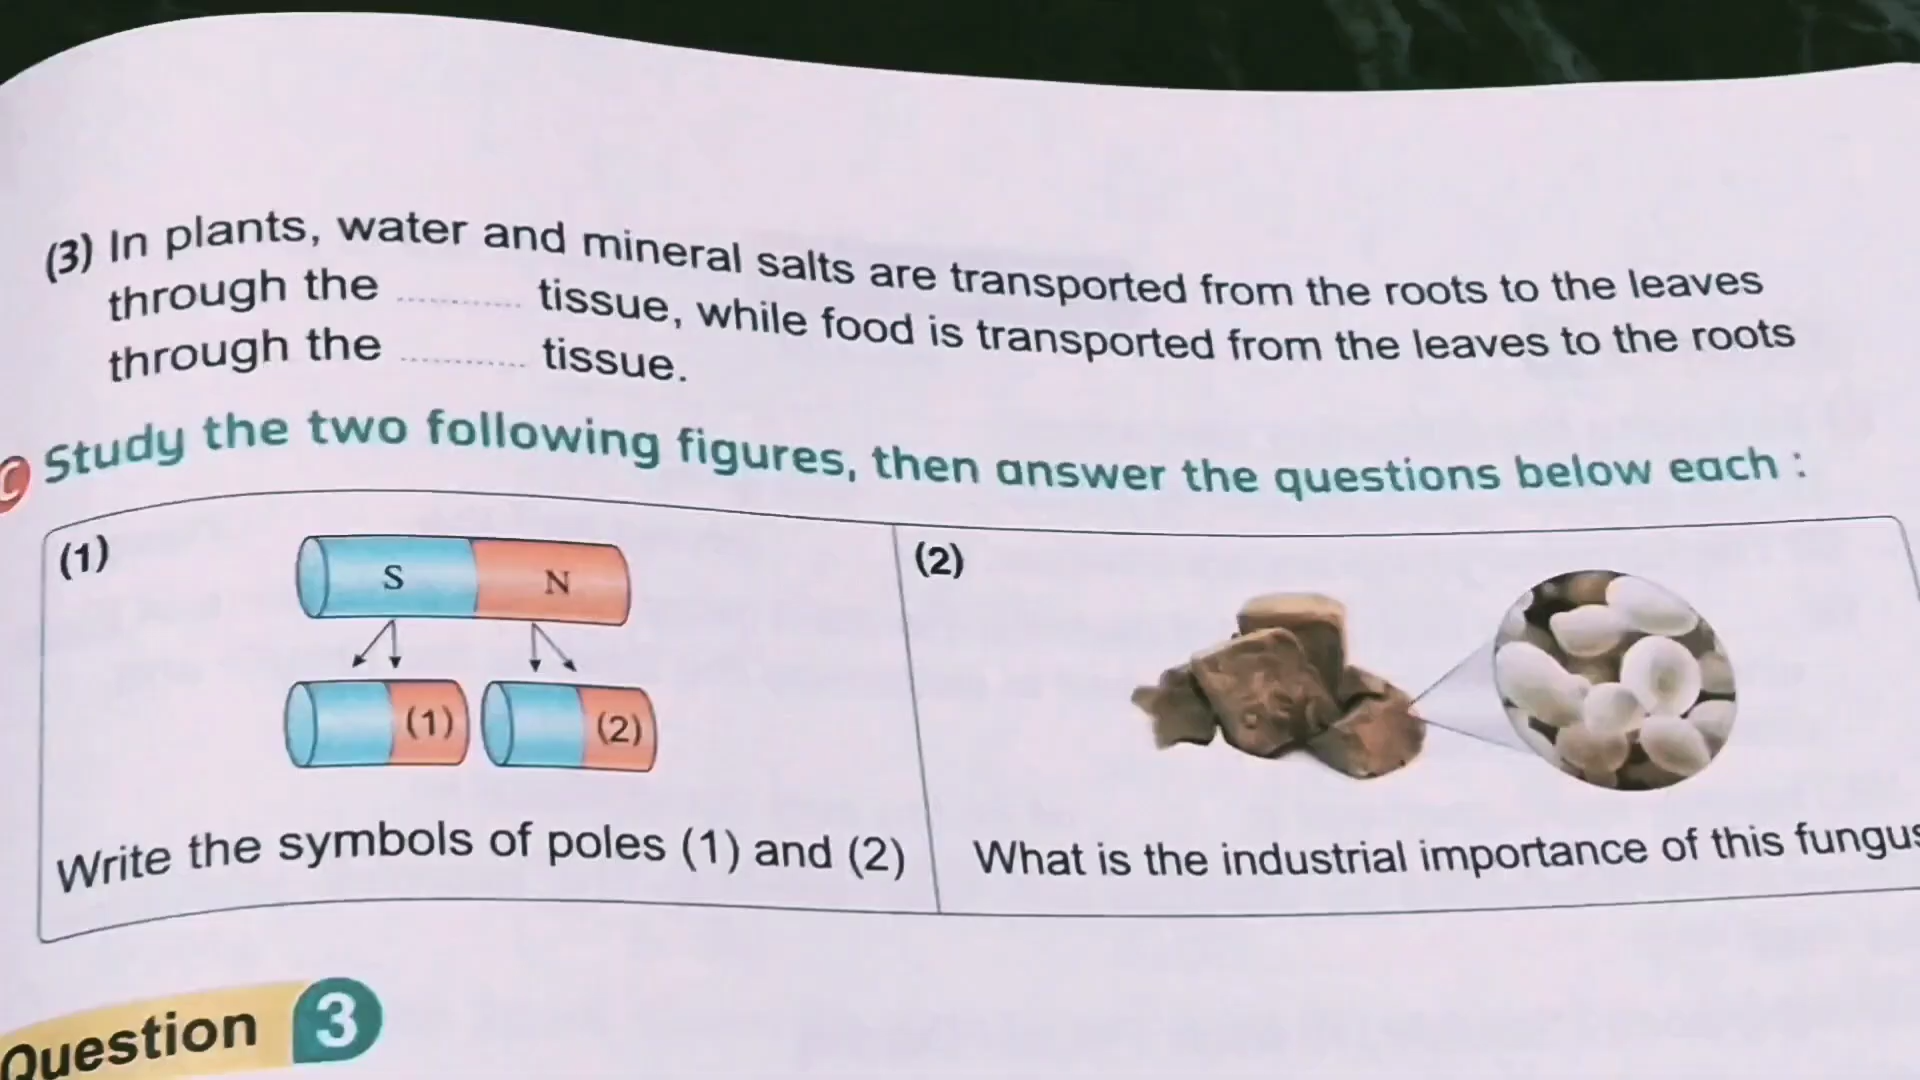 (3) In plants, water and mineral salts are transported from the roots to the leaves
through the .......... tissue, while food is transported from the leaves to the roots
through the .......... tissue.
C Study the two following figures, then answer the questions below each :
(1)
S N
(1) (2)
Write the symbols of poles (1) and (2)
(2)
What is the industrial importance of this fungus
Question 3